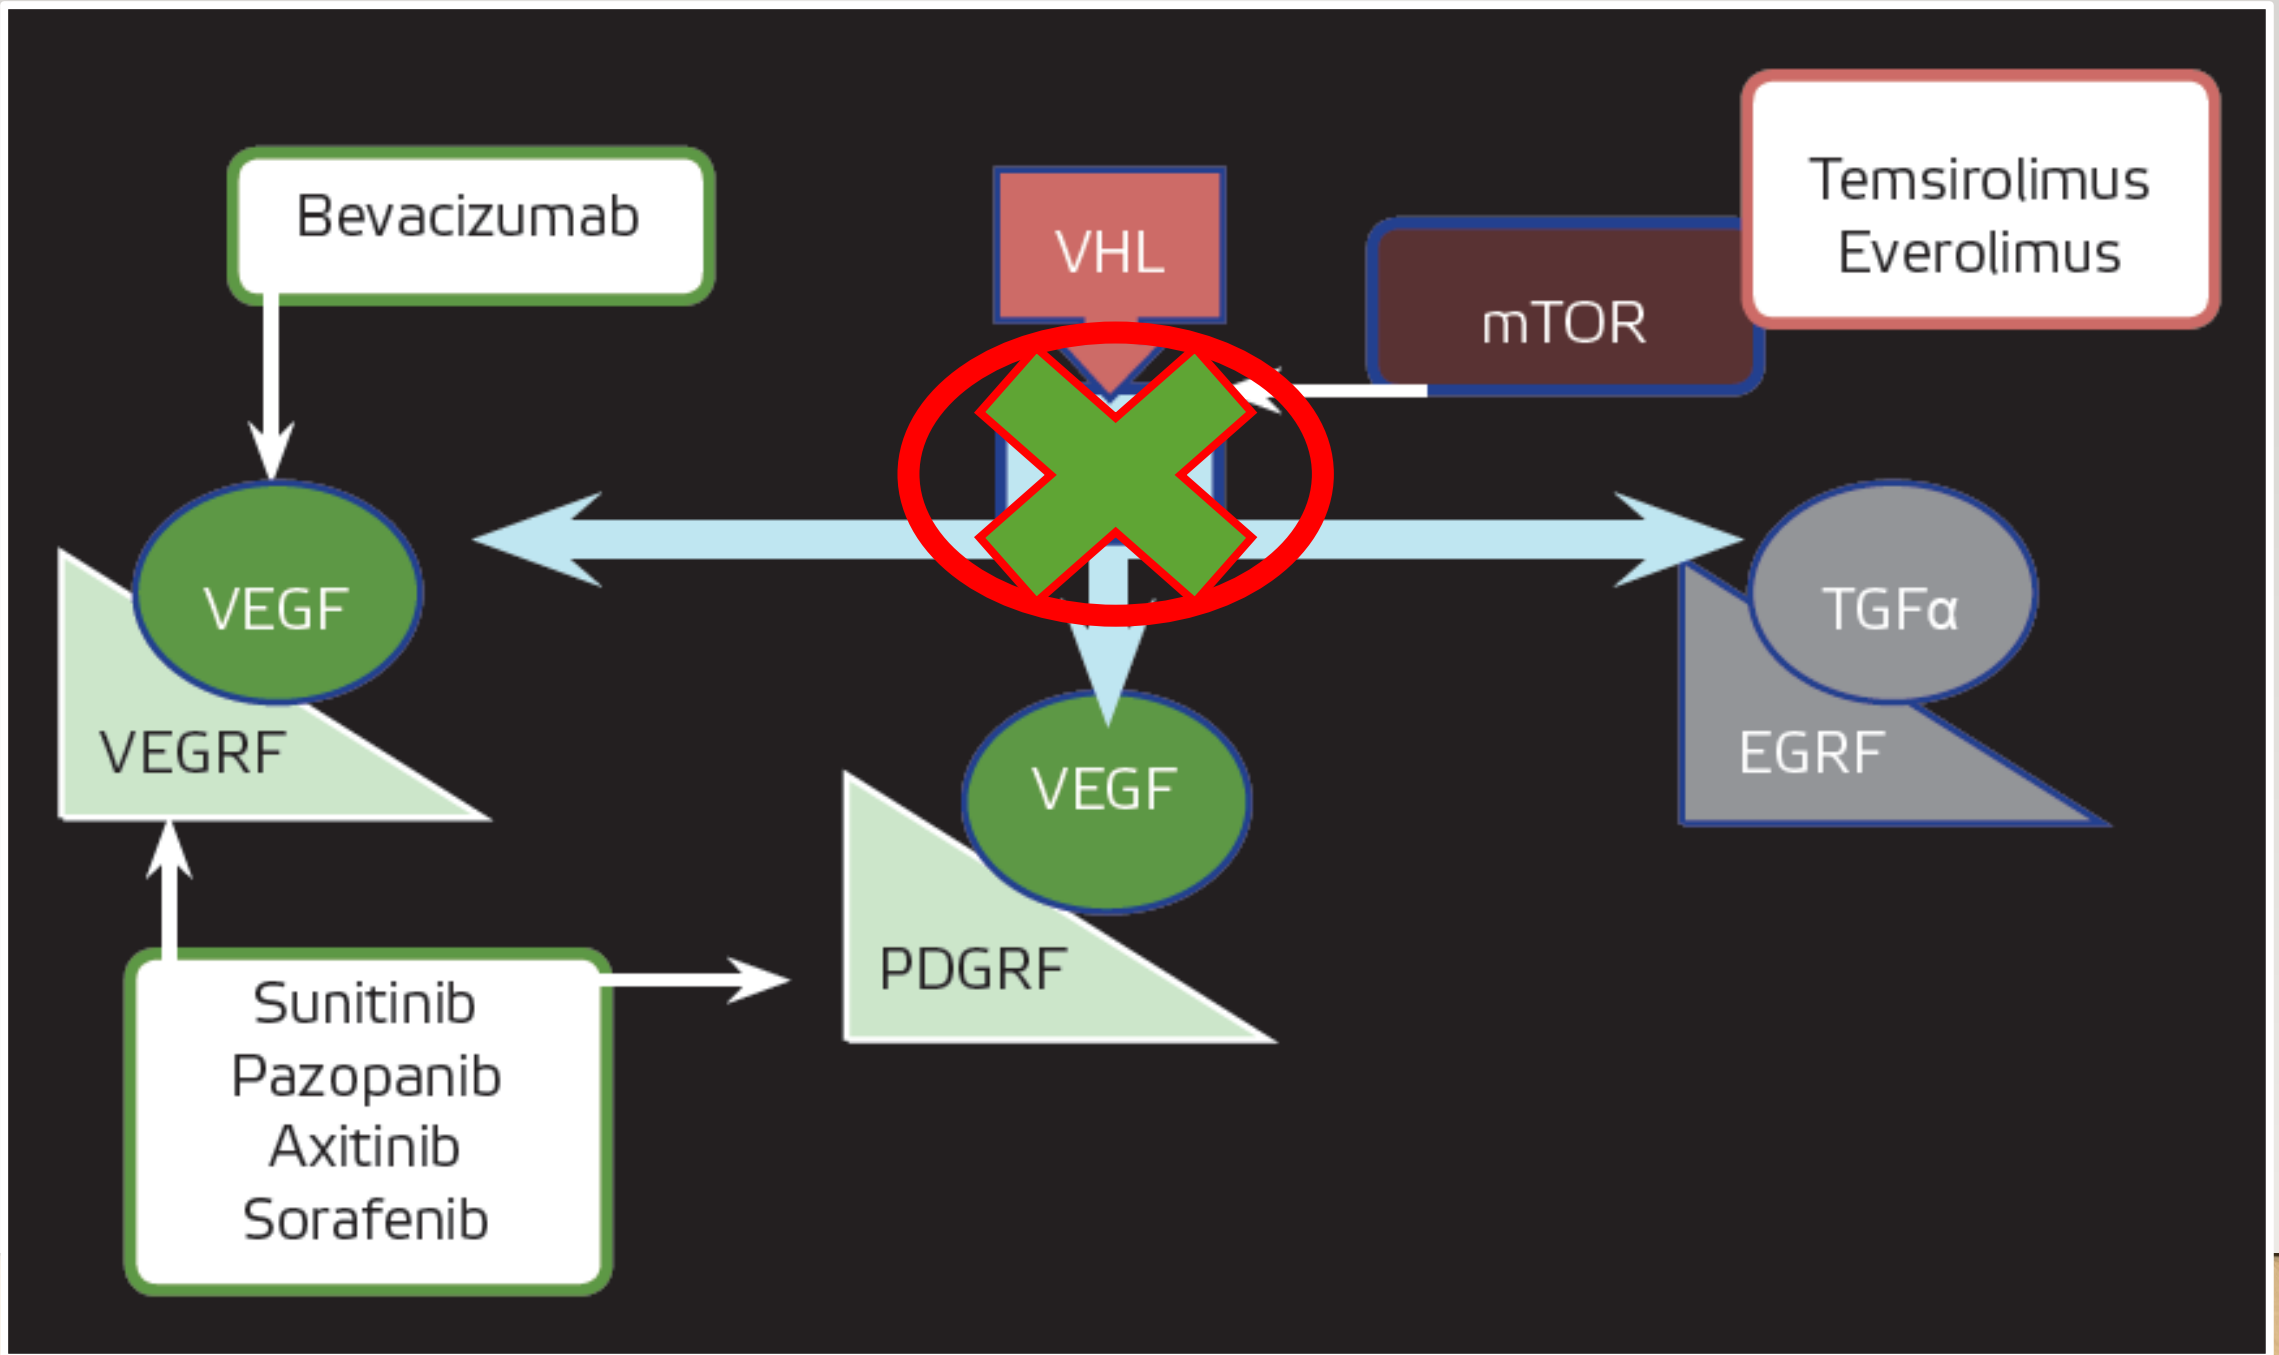 Bevacizumab
VHL
mTOR
Temsirolimus
Everolimus
VEGF
VEGRF
VEGF
PDGRF
TGFα
EGRF
Sunitinib
Pazopanib
Axitinib
Sorafenib